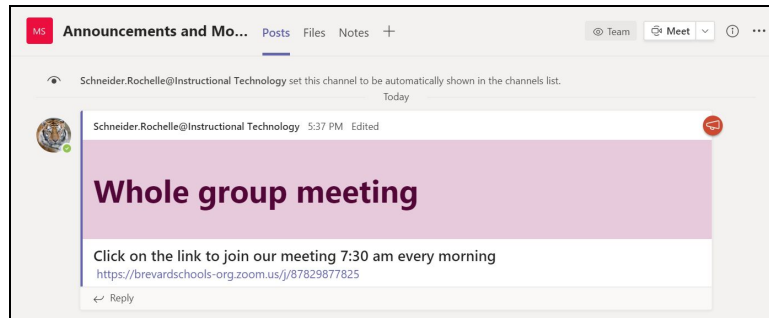 MS Announcements and Mo... Posts Files Notes + Team Meet
Schneider.Rochelle@Instructional Technology set this channel to be automatically shown in the channels list.
Today
Schneider.Rochelle@Instructional Technology 5:37 PM Edited
Whole group meeting
Click on the link to join our meeting 7:30 am every morning
https://brevardschools-org.zoom.us/j/87829877825
Reply